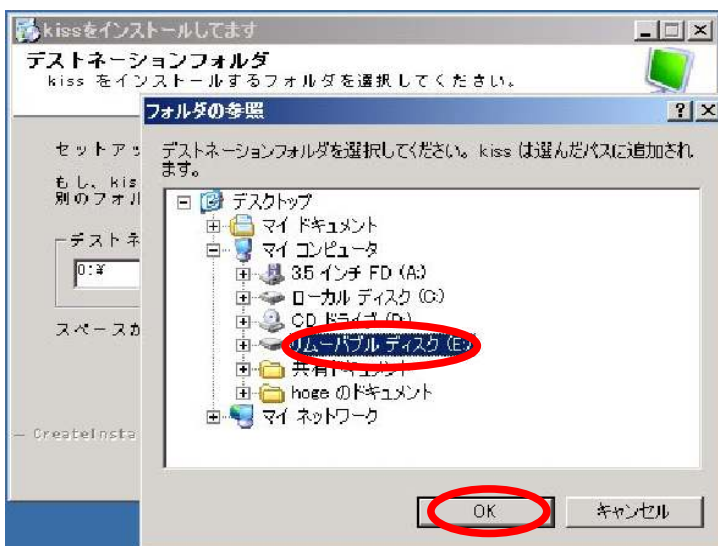 kissをインストールしてます
デストネーションフォルダ
kiss をインストールするフォルダを選択してください。
フォルダの参照
セットアッ
デストネーションフォルダを選択してください。 kiss は選んだパスに追加され
ます。
もし、kis
別のフォル
デスクトップ
マイ ドキュメント
デストネ
マイ コンピュータ
0:¥
3.5 インチ FD (A:)
ローカル ディスク (C:)
CD ドライブ (D:)
スペースが
リムーバブル ディスク (E:)
共有ドキュメント
hoge のドキュメント
マイ ネットワーク
CreateInsta
OK
キャンセル